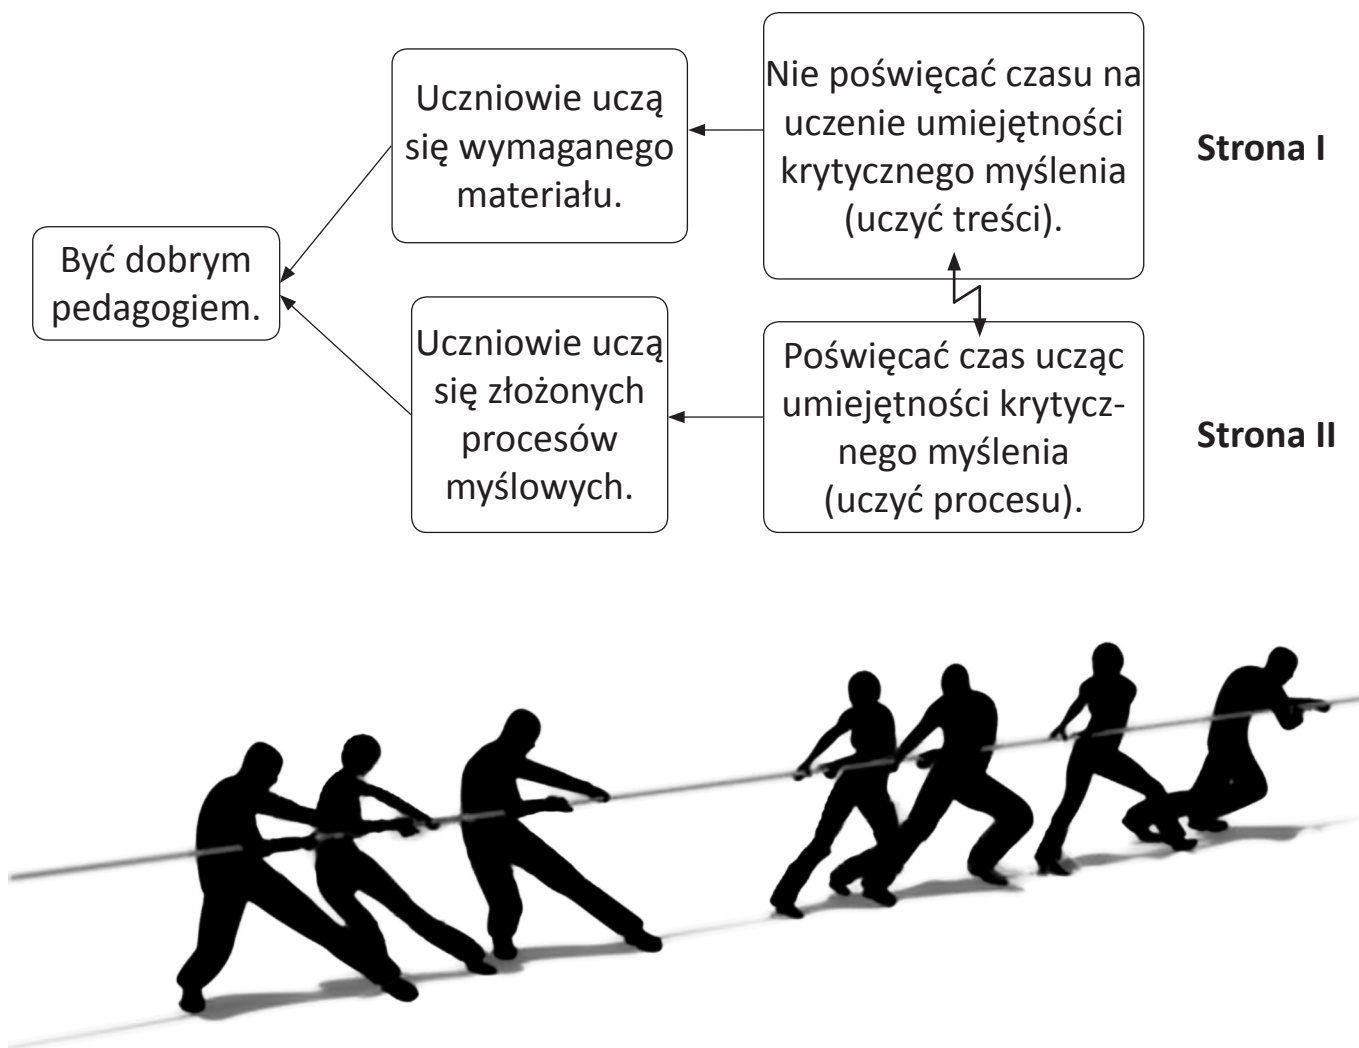 Być dobrym
pedagogiem.
Uczniowie uczą
się wymaganego
materiału.
Nie poświęcać czasu na
uczenie umiejętności
krytycznego myślenia
(uczyć treści).
Strona I
Uczniowie uczą
się złożonych
procesów
myślowych.
Poświęcać czas ucząc
umiejętności krytycz-
nego myślenia
(uczyć procesu).
Strona II